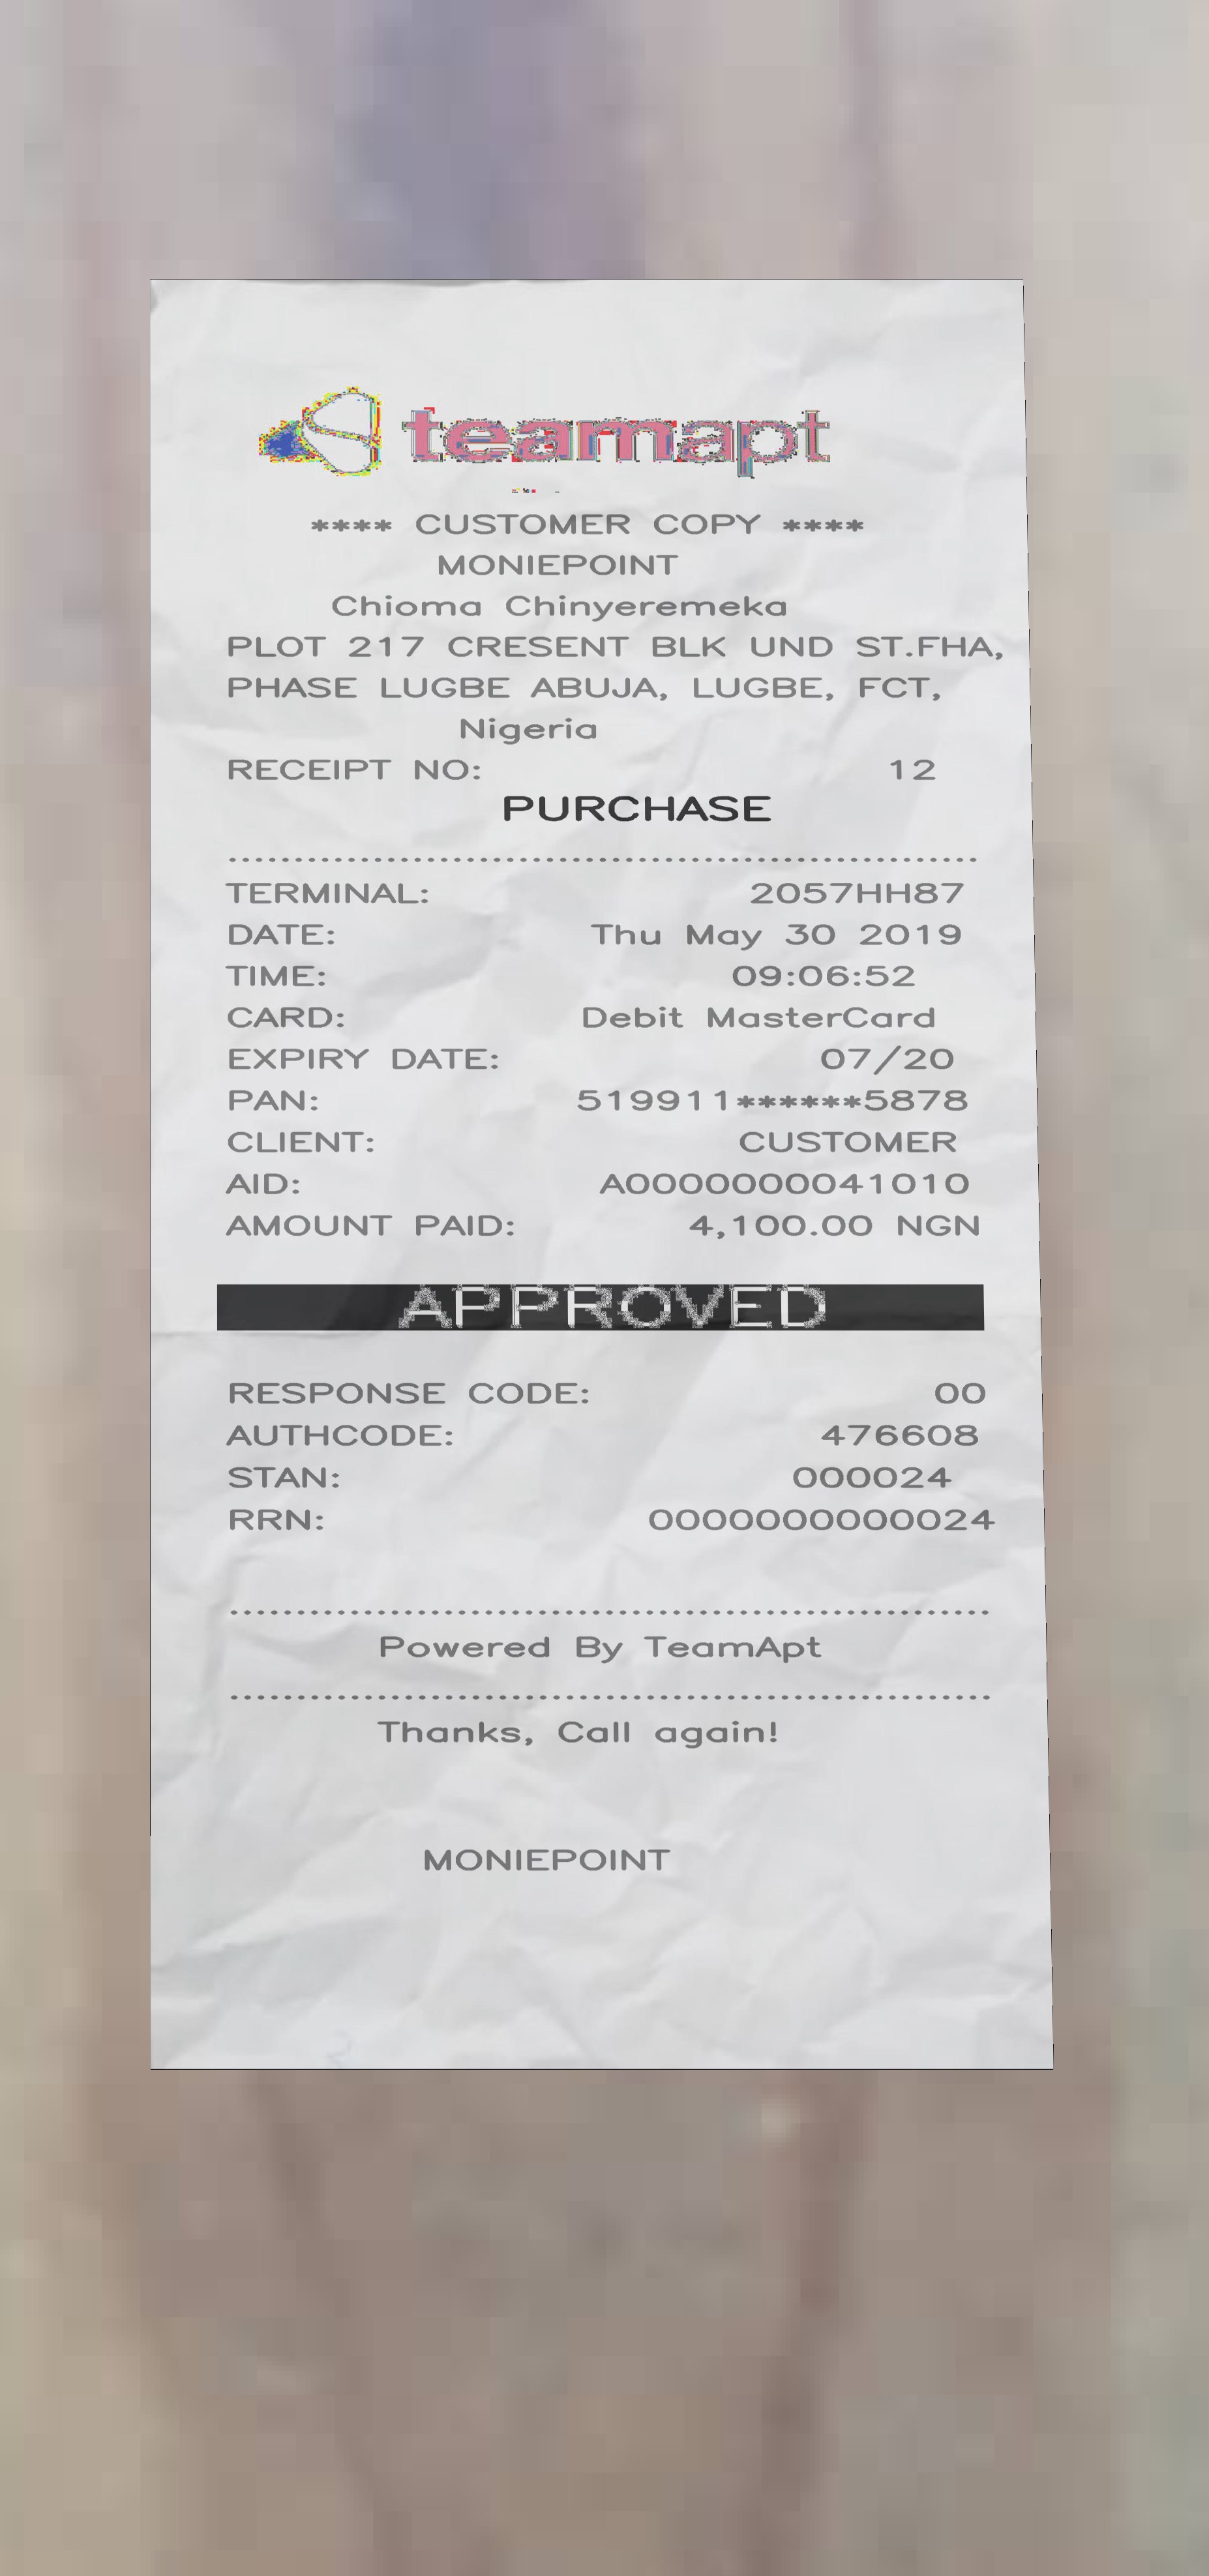 teamapt
**** CUSTOMER COPY ****
MONIEPOINT
Chioma Chinyeremeka
PLOT 217 CRESENT BLK UND ST.FHA,
PHASE LUGBE ABUJA, LUGBE, FCT,
Nigeria
RECEIPT NO: 12
PURCHASE
TERMINAL: 2057HH87
DATE: Thu May 30 2019
TIME: 09:06:52
CARD: Debit MasterCard
EXPIRY DATE: 07/20
PAN: 519911******5878
CLIENT: CUSTOMER
AID: A0000000041010
AMOUNT PAID: 4,100.00 NGN
APPROVED
RESPONSE CODE: 00
AUTHCODE: 476608
STAN: 000024
RRN: 0000000000024
Powered By TeamApt
Thanks, Call again!
MONIEPOINT